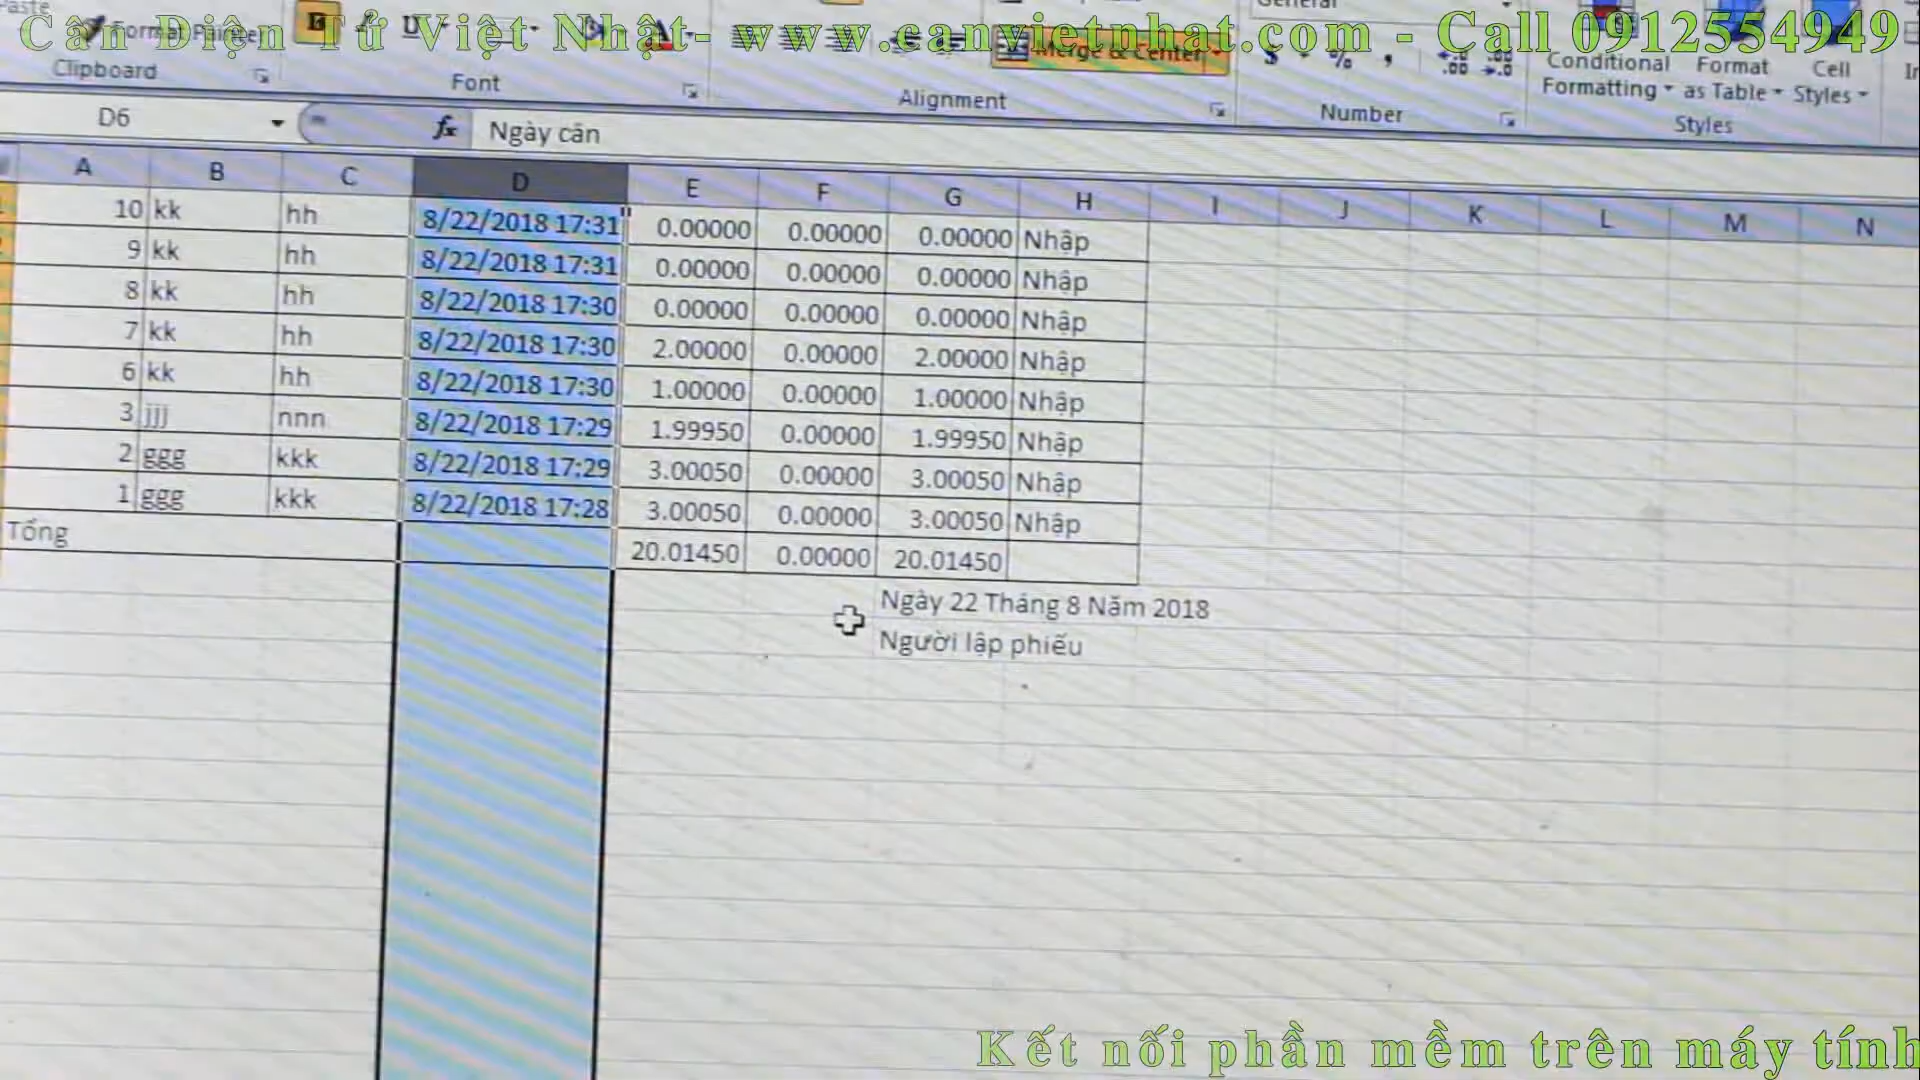 Cân Điện Tử Việt Nhật- www.canvietnhat.com - Call 0912554949
Paste
Format Painter
B
U
A
Merge & Center
General
$ % ,
Conditional Format Cell
Formatting as Table Styles
Clipboard Font Alignment Number Styles
D6 fx Ngày cân
A B C D E F G H I J K L M N
10 kk hh 8/22/2018 17:31 0.00000 0.00000 0.00000 Nhập
9 kk hh 8/22/2018 17:31 0.00000 0.00000 0.00000 Nhập
8 kk hh 8/22/2018 17:30 0.00000 0.00000 0.00000 Nhập
7 kk hh 8/22/2018 17:30 2.00000 0.00000 2.00000 Nhập
6 kk hh 8/22/2018 17:30 1.00000 0.00000 1.00000 Nhập
3 jjj nnn 8/22/2018 17:29 1.99950 0.00000 1.99950 Nhập
2 ggg kkk 8/22/2018 17:29 3.00050 0.00000 3.00050 Nhập
1 ggg kkk 8/22/2018 17:28 3.00050 0.00000 3.00050 Nhập
Tổng 20.01450 0.00000 20.01450
Ngày 22 Tháng 8 Năm 2018
Người lập phiếu
Kết nối phần mềm trên máy tính